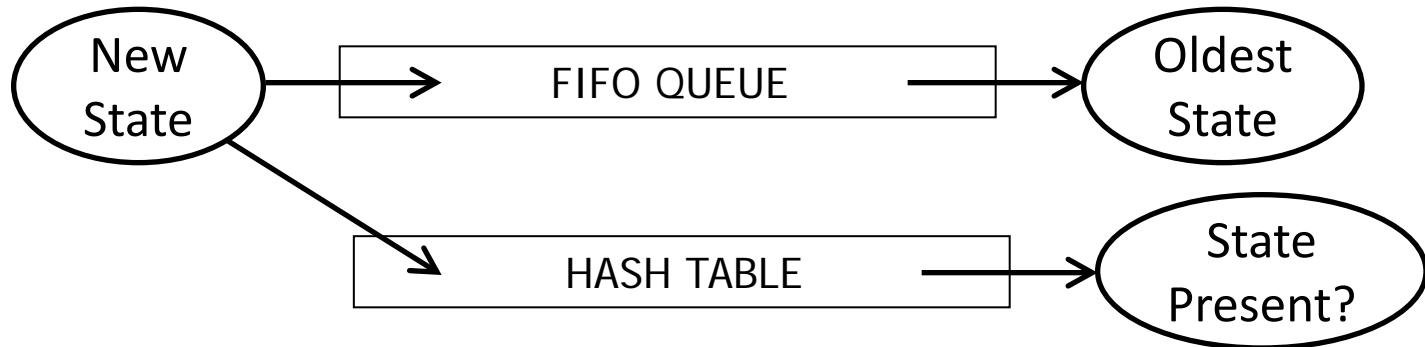 New
State
FIFO QUEUE
Oldest
State
HASH TABLE
State
Present?